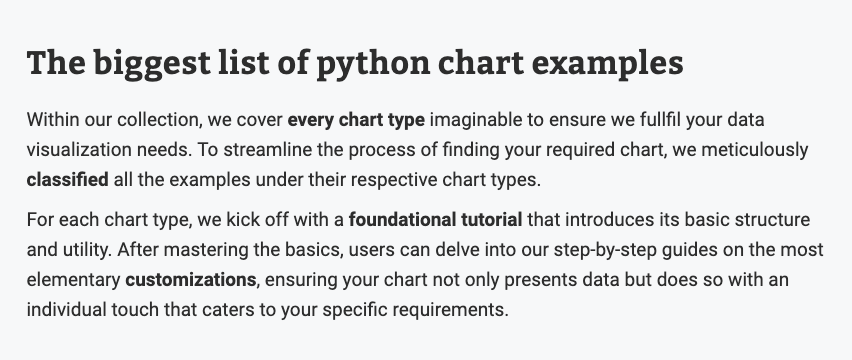 The biggest list of python chart examples
Within our collection, we cover every chart type imaginable to ensure we fullfil your data
visualization needs. To streamline the process of finding your required chart, we meticulously
classified all the examples under their respective chart types.
For each chart type, we kick off with a foundational tutorial that introduces its basic structure
and utility. After mastering the basics, users can delve into our step-by-step guides on the most
elementary customizations, ensuring your chart not only presents data but does so with an
individual touch that caters to your specific requirements.